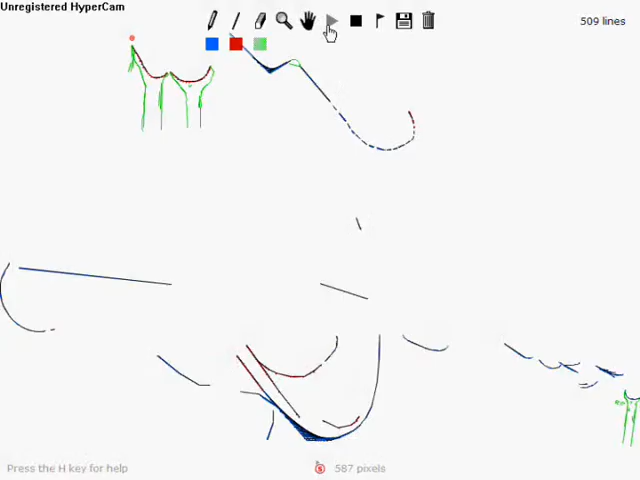 Unregistered HyperCam
509 lines
Press the H key for help
587 pixels